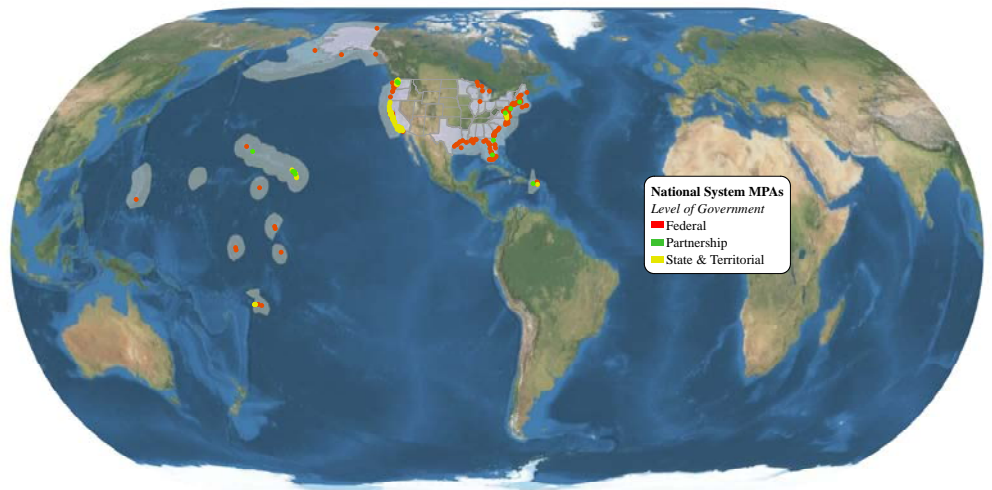 National System MPAs
Level of Government
Federal
Partnership
State & Territorial